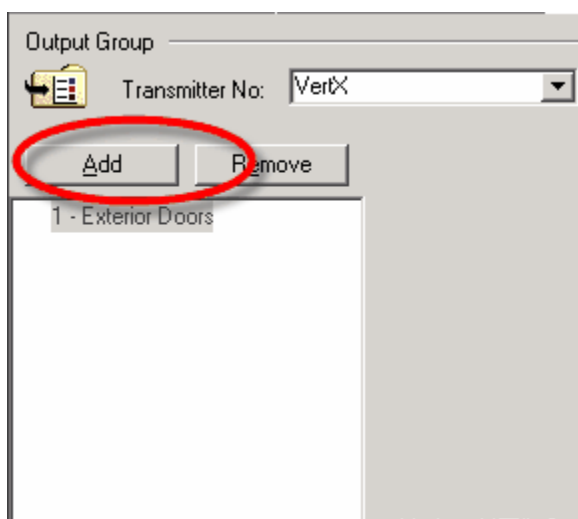 Output Group
Transmitter No: VertX
Add Remove
1 - Exterior Doors